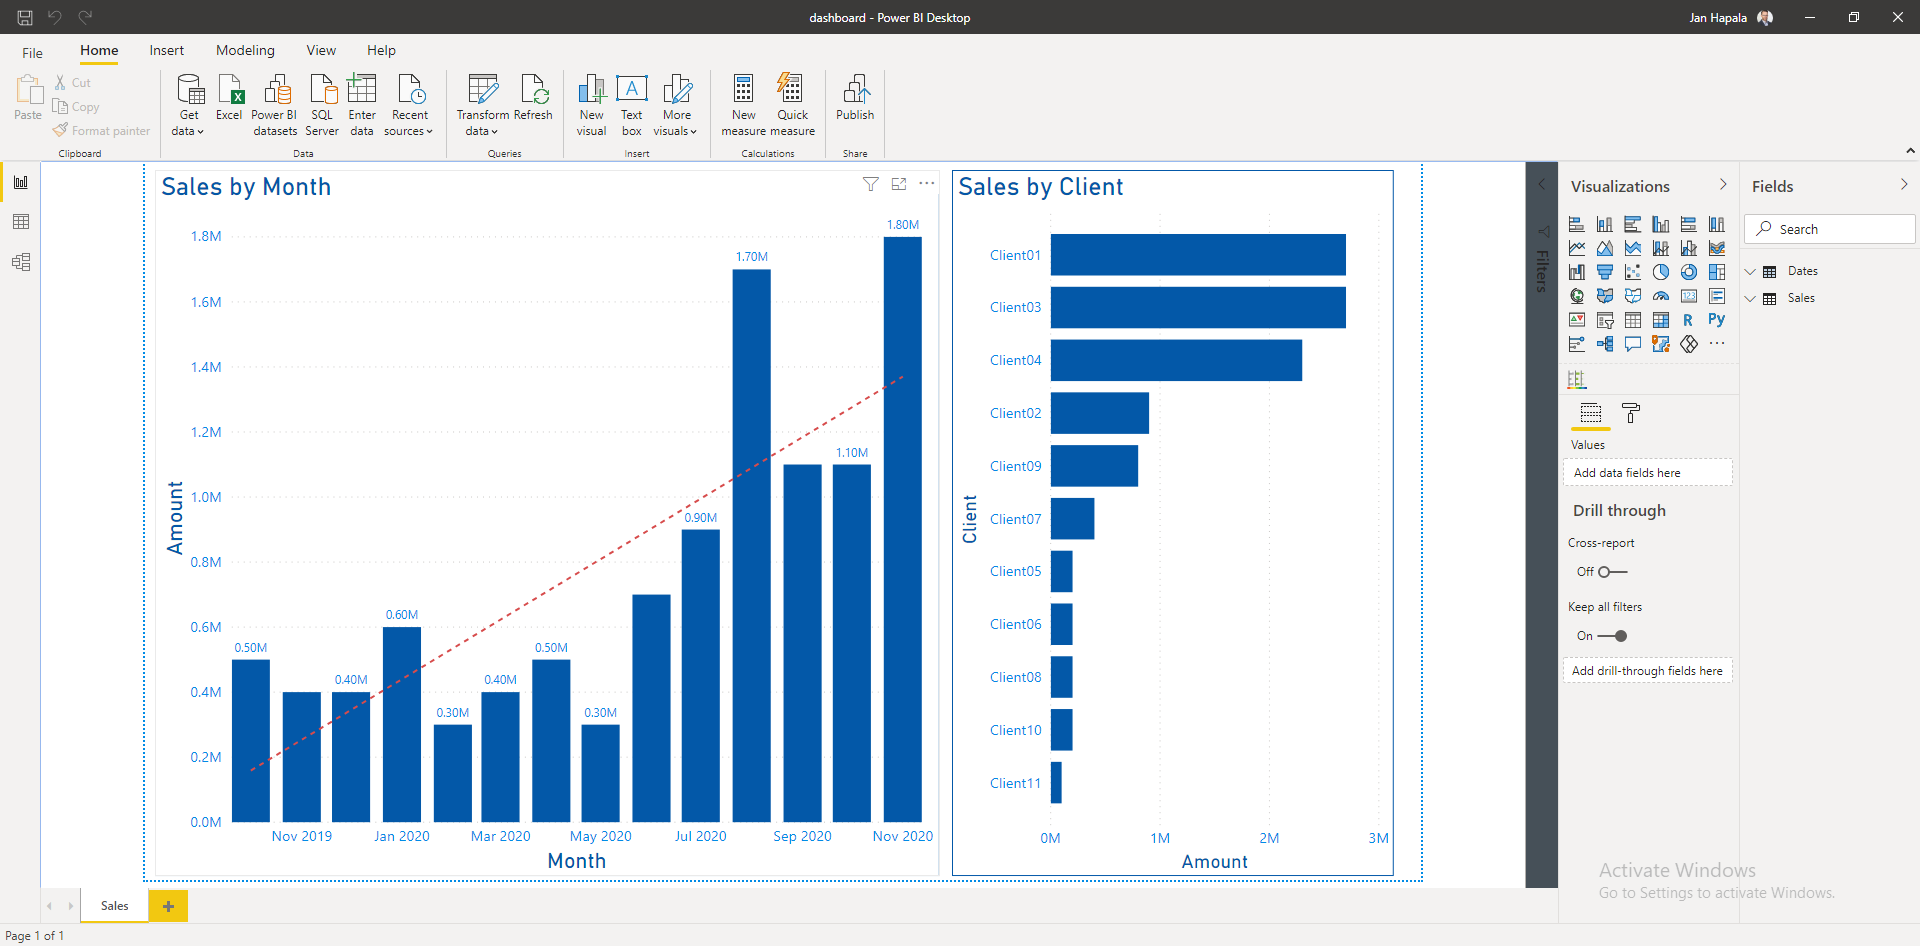 dashboard - Power BI Desktop
Jan Hapala
File
Home
Insert
Modeling
View
Help
Paste
Cut
Copy
Format painter
Clipboard
Get data
Excel
Power BI datasets
SQL Server
Enter data
Recent sources
Data
Transform data
Refresh
Queries
New visual
Text box
More visuals
Insert
New measure
Quick measure
Calculations
Publish
Share
Sales by Month
1.8M
1.6M
1.4M
1.2M
1.0M
0.8M
0.6M
0.4M
0.2M
0.0M
Amount
0.50M
0.40M
0.60M
0.30M
0.40M
0.50M
0.30M
0.90M
1.70M
1.10M
1.80M
Nov 2019
Jan 2020
Mar 2020
May 2020
Jul 2020
Sep 2020
Nov 2020
Month
Sales by Client
Client
Client01
Client03
Client04
Client02
Client09
Client07
Client05
Client06
Client08
Client10
Client11
0M
1M
2M
3M
Amount
Filters
Visualizations
123
R
Py
Values
Add data fields here
Drill through
Cross-report
Off
Keep all filters
On
Add drill-through fields here
Fields
Search
Dates
Sales
Activate Windows
Go to Settings to activate Windows.
Sales
Page 1 of 1